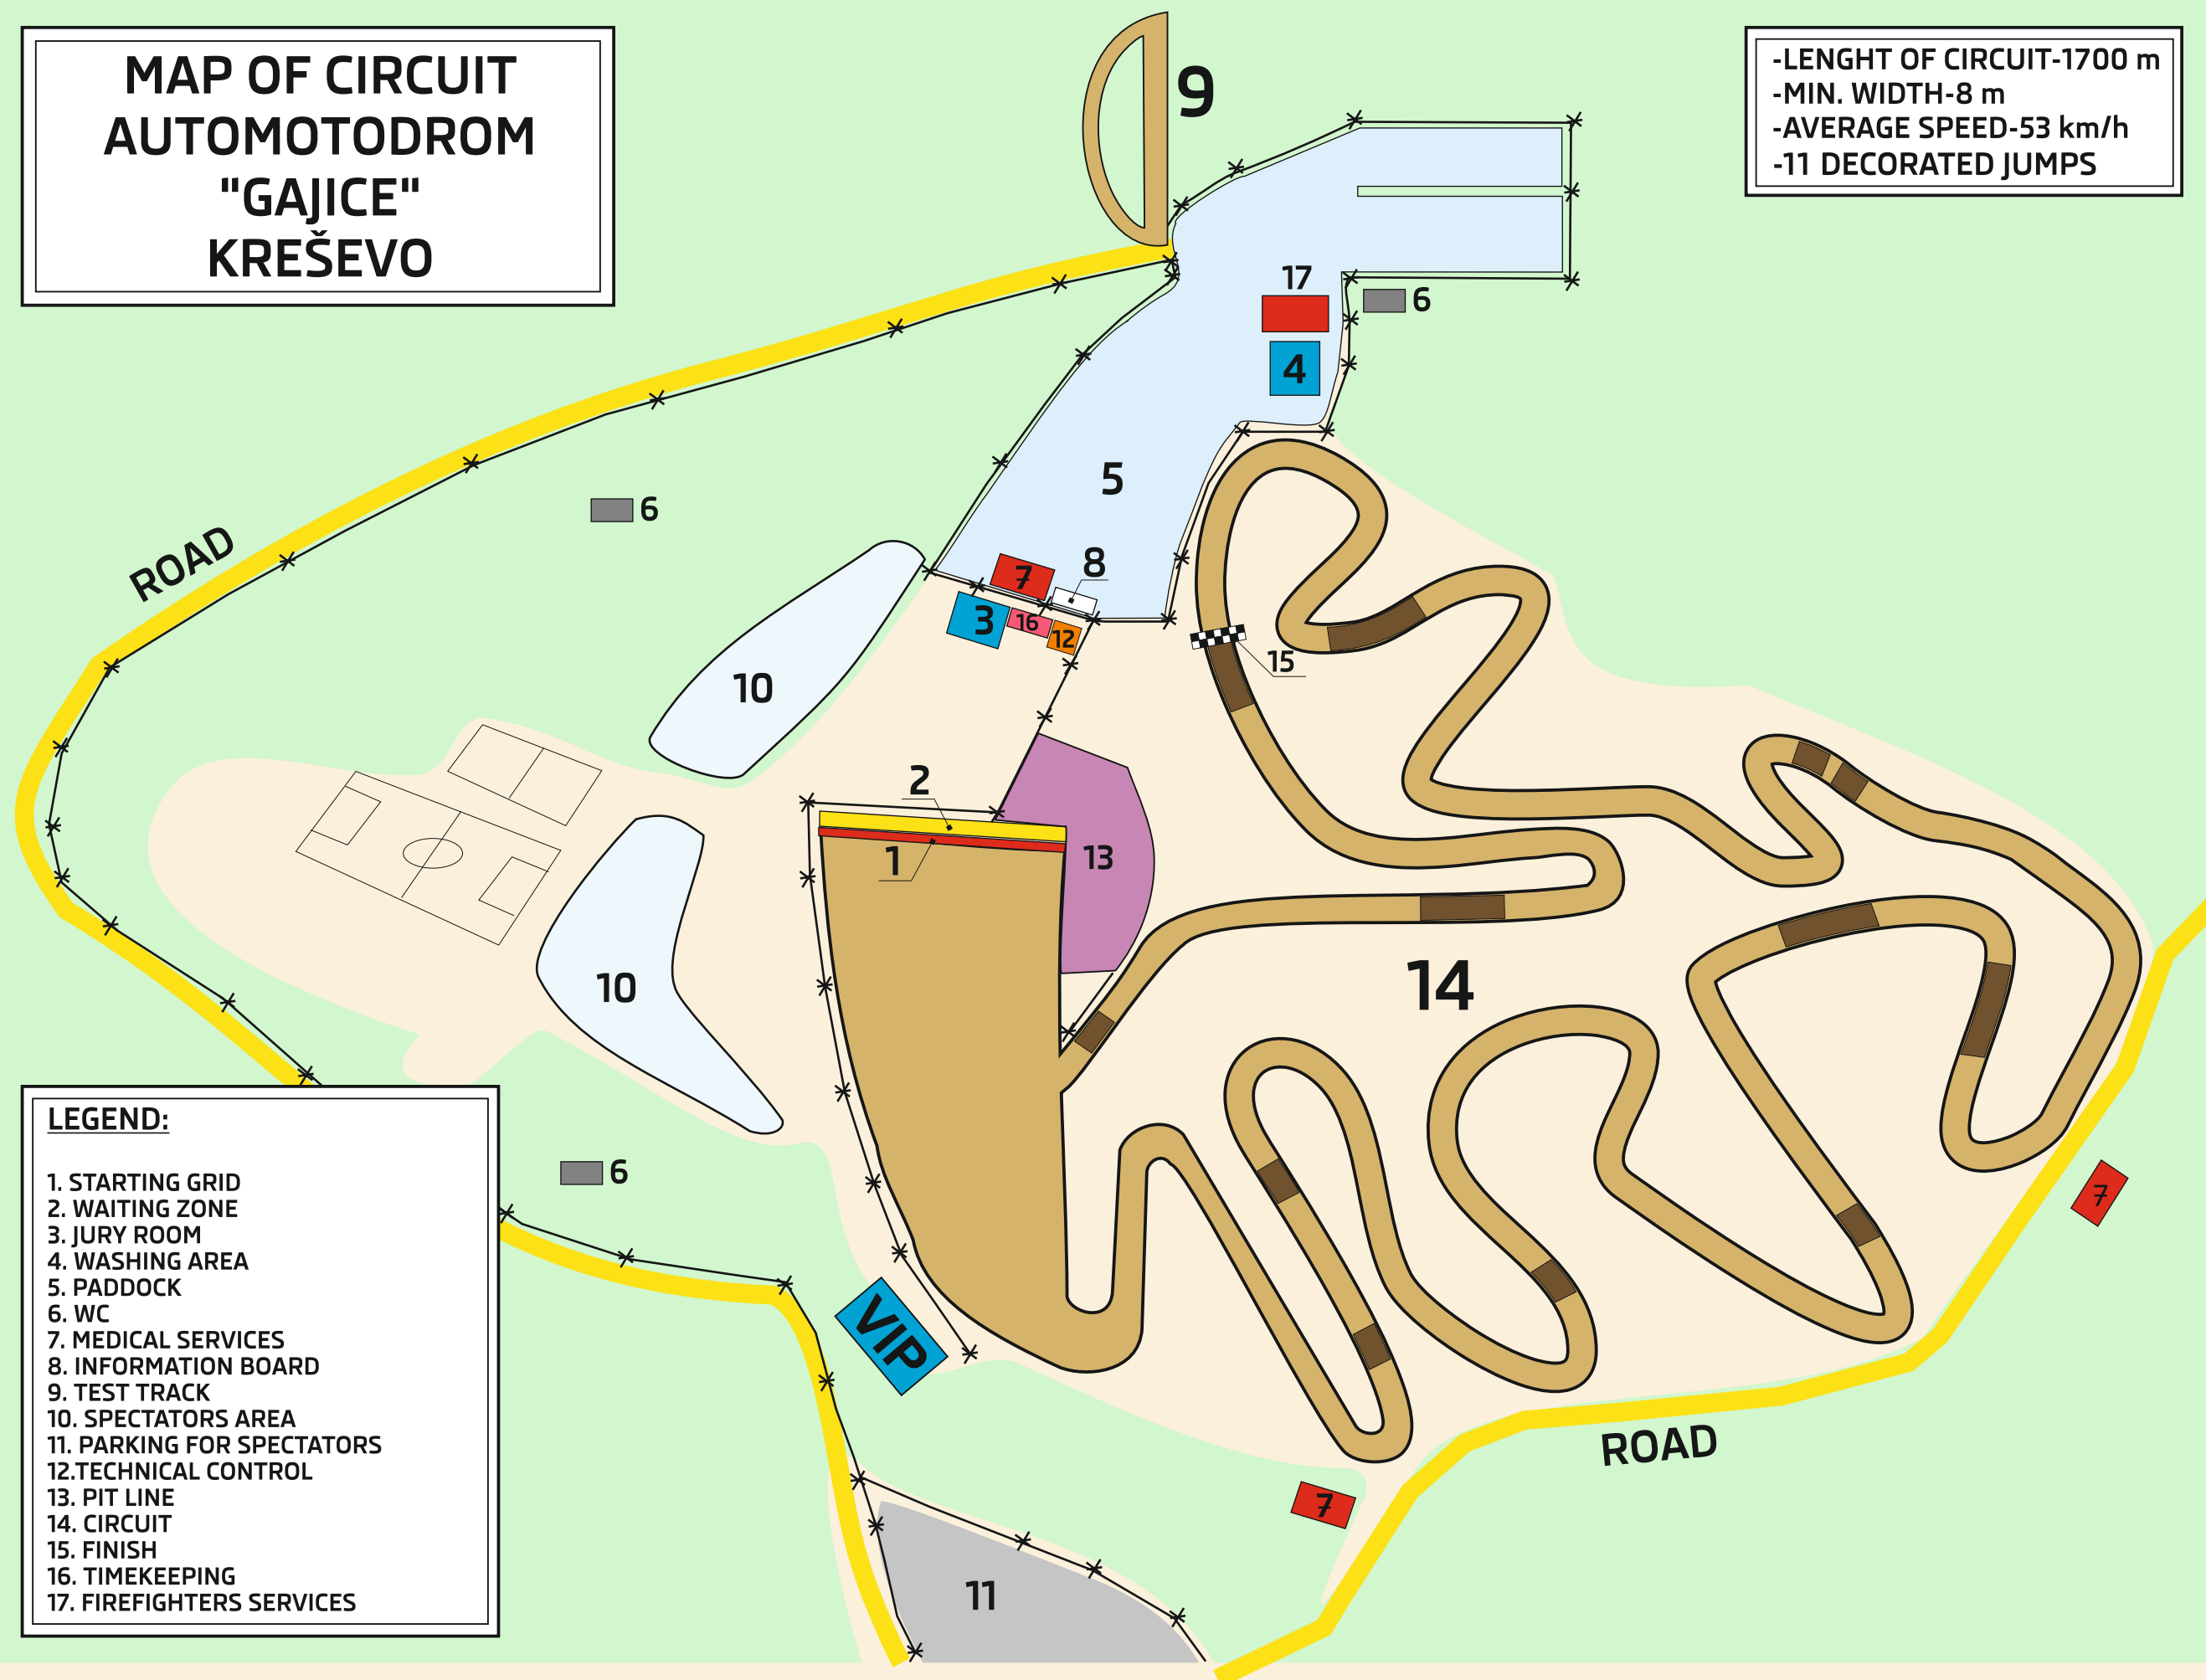 MAP OF CIRCUIT
AUTOMOTODROM
"GAJICE"
KREŠEVO
-LENGHT OF CIRCUIT-1700 m
-MIN. WIDTH-8 m
-AVERAGE SPEED-53 km/h
-11 DECORATED JUMPS
9
17
6
4
5
6
ROAD
8
7
3
16
12
15
10
2
1
13
10
14
6
7
VIP
ROAD
7
11
LEGEND:
1. STARTING GRID
2. WAITING ZONE
3. JURY ROOM
4. WASHING AREA
5. PADDOCK
6. WC
7. MEDICAL SERVICES
8. INFORMATION BOARD
9. TEST TRACK
10. SPECTATORS AREA
11. PARKING FOR SPECTATORS
12.TECHNICAL CONTROL
13. PIT LINE
14. CIRCUIT
15. FINISH
16. TIMEKEEPING
17. FIREFIGHTERS SERVICES